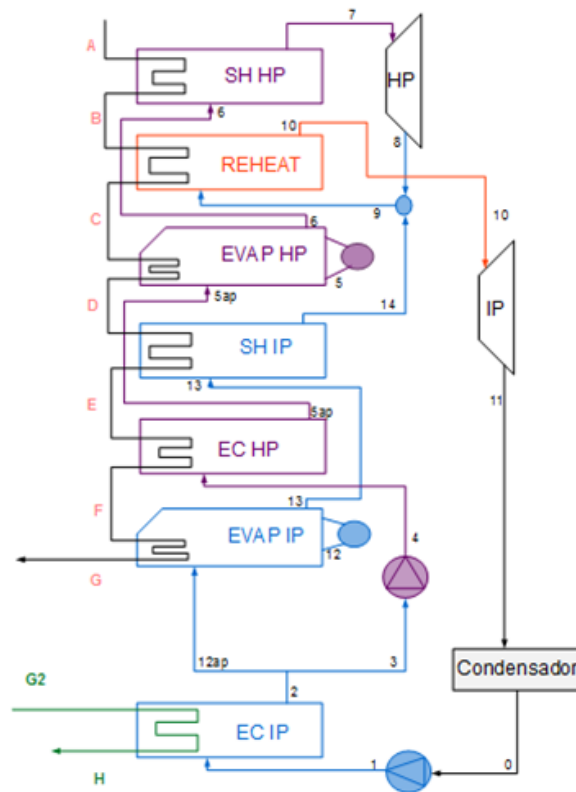 7
A
SH HP
HP
B
6
10
8
REHEAT
9
10
C
6
EVAP HP
5
5ap
14
D
IP
SH IP
13
E
11
5ap
EC HP
F
13
4
EVAP IP
12
G
12ap
3
Condensador
G2
2
EC IP
1
0
H